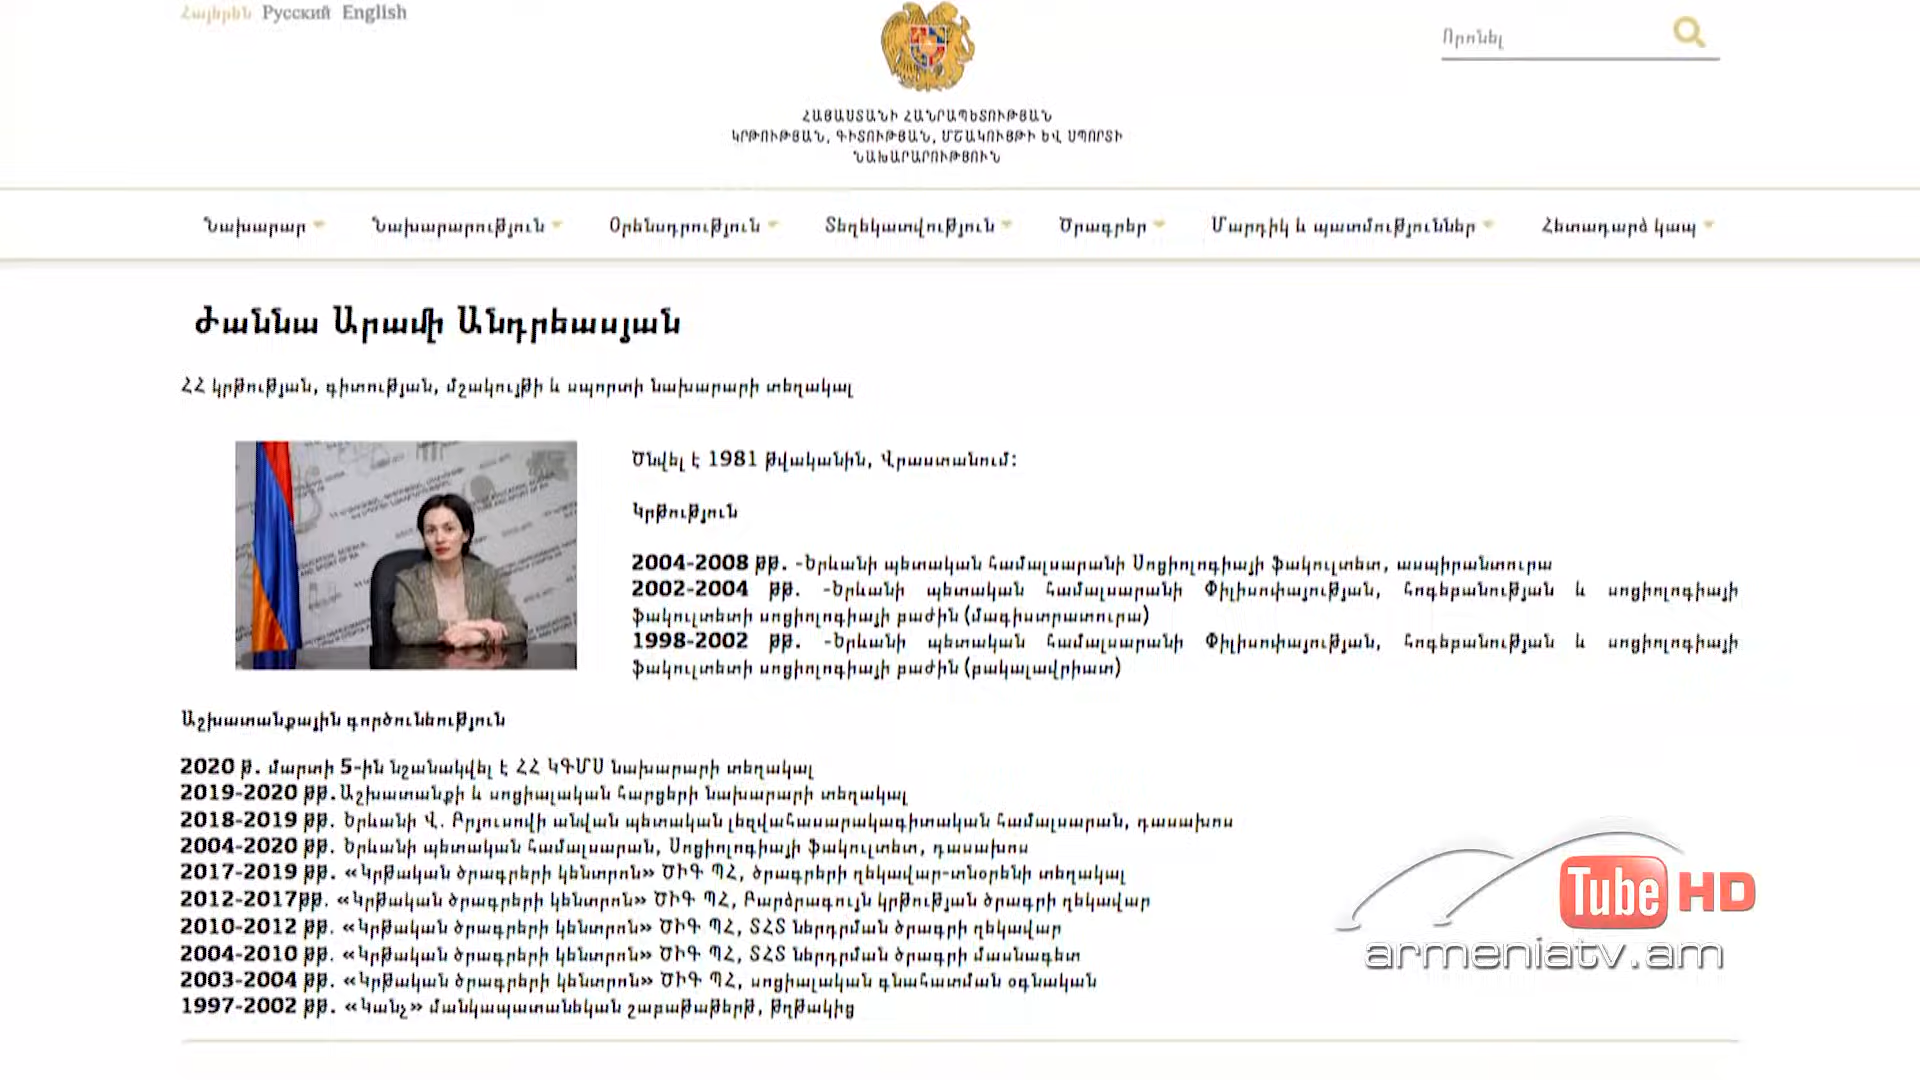 Հայերեն Русский English
Որոնել
ՀԱՅԱՍՏԱՆԻ ՀԱՆՐԱՊԵՏՈՒԹՅԱՆ
ԿՐԹՈՒԹՅԱՆ, ԳԻՏՈՒԹՅԱՆ, ՄՇԱԿՈՒՅԹԻ ԵՎ ՍՊՈՐՏԻ
ՆԱԽԱՐԱՐՈՒԹՅՈՒՆ
Նախարար Նախարարություն Օրենսդրություն Տեղեկատվություն Ծրագրեր Մարդիկ և պատմություններ Հետադարձ կապ
Ժաննա Արամի Անդրեասյան
ՀՀ կրթության, գիտության, մշակույթի և սպորտի նախարարի տեղակալ
Ծնվել է 1981 թվականին, Վրաստանում:
Կրթություն
2004-2008 թթ. -Երևանի պետական համալսարանի Սոցիոլոգիայի ֆակուլտետ, ասպիրանտուրա
2002-2004 թթ. -Երևանի պետական համալսարանի Փիլիսոփայության, հոգեբանության և սոցիոլոգիայի
ֆակուլտետի սոցիոլոգիայի բաժին (մագիստրատուրա)
1998-2002 թթ. -Երևանի պետական համալսարանի Փիլիսոփայության, հոգեբանության և սոցիոլոգիայի
ֆակուլտետի սոցիոլոգիայի բաժին (բակալավրիատ)
Աշխատանքային գործունեություն
2020 թ. մարտի 5-ին նշանակվել է ՀՀ ԿԳՄՍ նախարարի տեղակալ
2019-2020 թթ.Աշխատանքի և սոցիալական հարցերի նախարարի տեղակալ
2018-2019 թթ. Երևանի Վ. Բրյուսովի անվան պետական լեզվահասարակագիտական համալսարան, դասախոս
2004-2020 թթ. Երևանի պետական համալսարան, Սոցիոլոգիայի ֆակուլտետ, դասախոս
2017-2019 թթ. «Կրթական ծրագրերի կենտրոն» ԾԻԳ ՊՀ, ծրագրերի ղեկավար-տնօրենի տեղակալ
2012-2017թթ. «Կրթական ծրագրերի կենտրոն» ԾԻԳ ՊՀ, Բարձրագույն կրթության ծրագրի ղեկավար
2010-2012 թթ. «Կրթական ծրագրերի կենտրոն» ԾԻԳ ՊՀ, ՏՀՏ ներդրման ծրագրի ղեկավար
2004-2010 թթ. «Կրթական ծրագրերի կենտրոն» ԾԻԳ ՊՀ, ՏՀՏ ներդրման ծրագրի մասնագետ
2003-2004 թթ. «Կրթական ծրագրերի կենտրոն» ԾԻԳ ՊՀ, սոցիալական գնահատման օգնական
1997-2002 թթ. «Կանչ» մանկապատանեկան շաբաթաթերթ, թղթակից
Tube HD
armeniatv.am